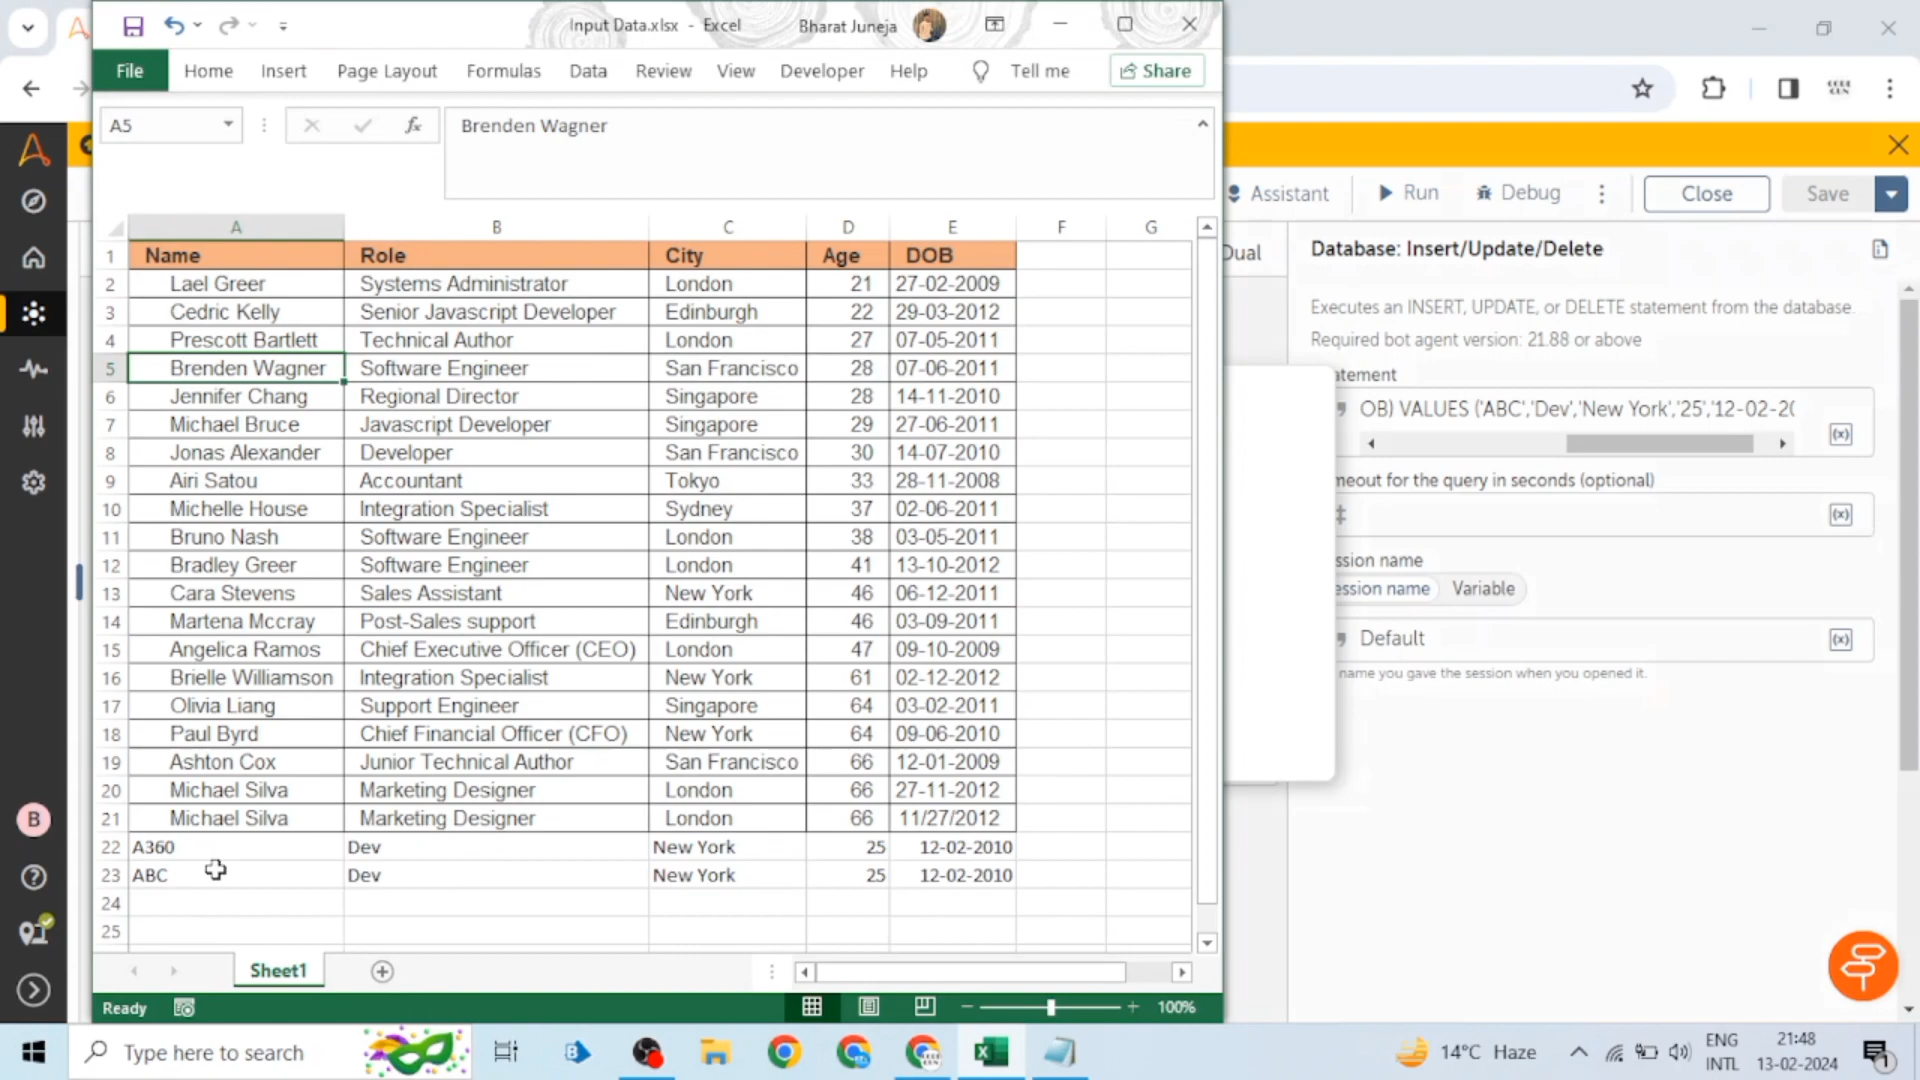 Input Data.xlsx - Excel
Bharat Juneja
File Home Insert Page Layout Formulas Data Review View Developer Help Tell me Share
A5
fx
Brenden Wagner
Assistant Run Debug Close Save
A B C D E F G
1 Name Role City Age DOB
2 Lael Greer Systems Administrator London 21 27-02-2009
3 Cedric Kelly Senior Javascript Developer Edinburgh 22 29-03-2012
4 Prescott Bartlett Technical Author London 27 07-05-2011
5 Brenden Wagner Software Engineer San Francisco 28 07-06-2011
6 Jennifer Chang Regional Director Singapore 28 14-11-2010
7 Michael Bruce Javascript Developer Singapore 29 27-06-2011
8 Jonas Alexander Developer San Francisco 30 14-07-2010
9 Airi Satou Accountant Tokyo 33 28-11-2008
10 Michelle House Integration Specialist Sydney 37 02-06-2011
11 Bruno Nash Software Engineer London 38 03-05-2011
12 Bradley Greer Software Engineer London 41 13-10-2012
13 Cara Stevens Sales Assistant New York 46 06-12-2011
14 Martena Mccray Post-Sales support Edinburgh 46 03-09-2011
15 Angelica Ramos Chief Executive Officer (CEO) London 47 09-10-2009
16 Brielle Williamson Integration Specialist New York 61 02-12-2012
17 Olivia Liang Support Engineer Singapore 64 03-02-2011
18 Paul Byrd Chief Financial Officer (CFO) New York 64 09-06-2010
19 Ashton Cox Junior Technical Author San Francisco 66 12-01-2009
20 Michael Silva Marketing Designer London 66 27-11-2012
21 Michael Silva Marketing Designer London 66 11/27/2012
22 A360 Dev New York 25 12-02-2010
23 ABC Dev New York 25 12-02-2010
24
25
Sheet1
Ready
100%
Dual
Database: Insert/Update/Delete
Executes an INSERT, UPDATE, or DELETE statement from the database.
Required bot agent version: 21.88 or above
atement
OB) VALUES ('ABC','Dev','New York','25','12-02-20
(x)
meout for the query in seconds (optional)
(x)
ssion name
ession name Variable
Default
(x)
name you gave the session when you opened it.
B
Type here to search
14°C Haze
ENG
INTL
21:48
13-02-2024
1